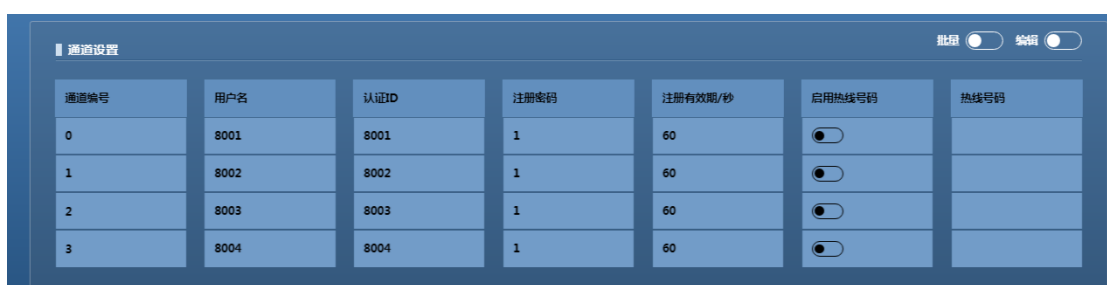 通道设置 批量 编辑
通道编号 用户名 认证ID 注册密码 注册有效期/秒 启用热线号码 热线号码
0 8001 8001 1 60
1 8002 8002 1 60
2 8003 8003 1 60
3 8004 8004 1 60